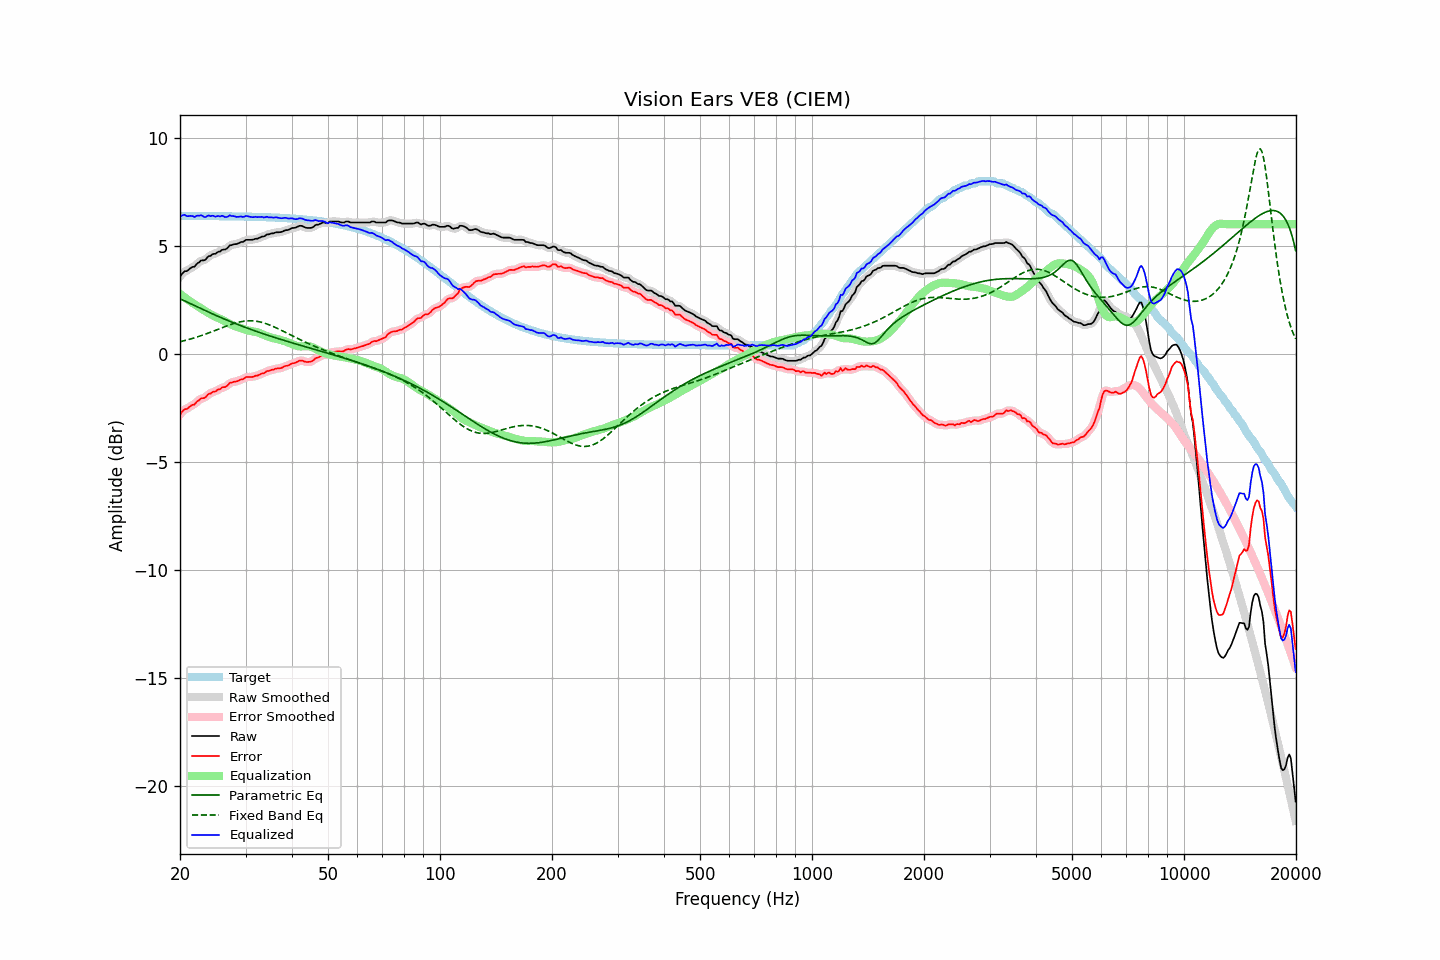 Vision Ears VE8 (CIEM)
10
5
0
−5
−10
−15
−20
Amplitude (dBr)
Target
Raw Smoothed
Error Smoothed
Raw
Error
Equalization
Parametric Eq
Fixed Band Eq
Equalized
20 50 100 200 500 1000 2000 5000 10000 20000
Frequency (Hz)